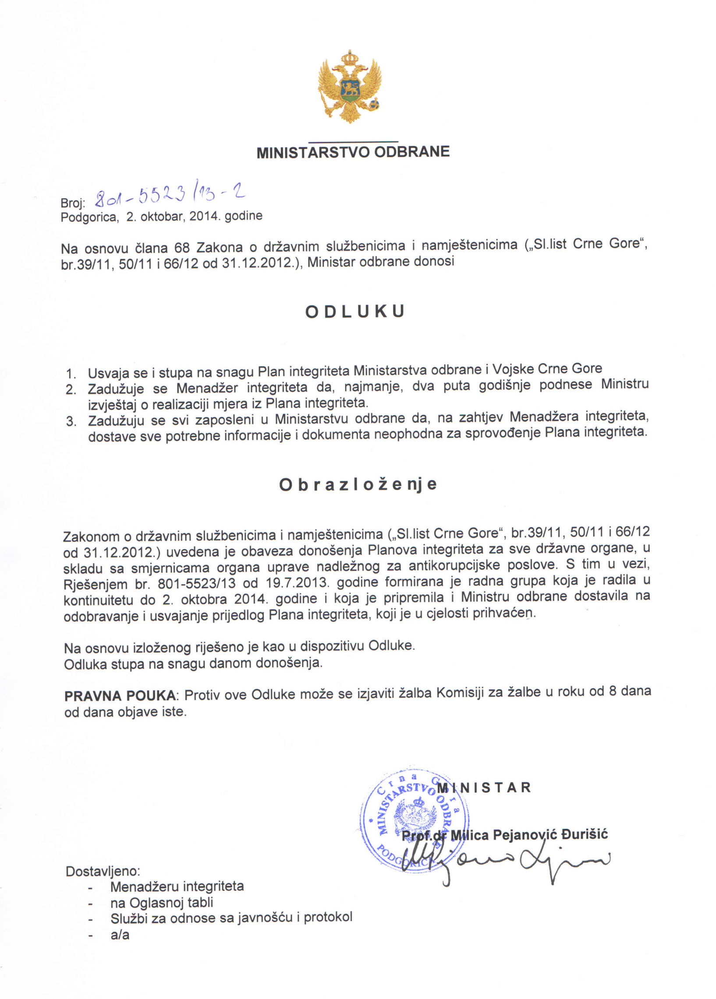 MINISTARSTVO ODBRANE
Broj: 801-5523/13-2
Podgorica, 2. oktobar, 2014. godine
Na osnovu člana 68 Zakona o državnim službenicima i namještenicima („Sl.list Crne Gore“,
br.39/11, 50/11 i 66/12 od 31.12.2012.), Ministar odbrane donosi
O D L U K U
1. Usvaja se i stupa na snagu Plan integriteta Ministarstva odbrane i Vojske Crne Gore
2. Zadužuje se Menadžer integriteta da, najmanje, dva puta godišnje podnese Ministru
izvještaj o realizaciji mjera iz Plana integriteta.
3. Zadužuju se svi zaposleni u Ministarstvu odbrane da, na zahtjev Menadžera integriteta,
dostave sve potrebne informacije i dokumenta neophodna za sprovođenje Plana integriteta.
O b r a z l o ž e nj e
Zakonom o državnim službenicima i namještenicima („Sl.list Crne Gore“, br.39/11, 50/11 i 66/12
od 31.12.2012.) uvedena je obaveza donošenja Planova integriteta za sve državne organe, u
skladu sa smjernicama organa uprave nadležnog za antikorupcijske poslove. S tim u vezi,
Rješenjem br. 801-5523/13 od 19.7.2013. godine formirana je radna grupa koja je radila u
kontinuitetu do 2. oktobra 2014. godine i koja je pripremila i Ministru odbrane dostavila na
odobravanje i usvajanje prijedlog Plana integriteta, koji je u cjelosti prihvaćen.
Na osnovu izloženog riješeno je kao u dispozitivu Odluke.
Odluka stupa na snagu danom donošenja.
PRAVNA POUKA: Protiv ove Odluke može se izjaviti žalba Komisiji za žalbe u roku od 8 dana
od dana objave iste.
M I N I S T A R
Crna Gora
MINISTARSTVO ODBRANE
PODGORICA
Prof.dr Milica Pejanović Đurišić
Dostavljeno:
- Menadžeru integriteta
- na Oglasnoj tabli
- Službi za odnose sa javnošću i protokol
- a/a